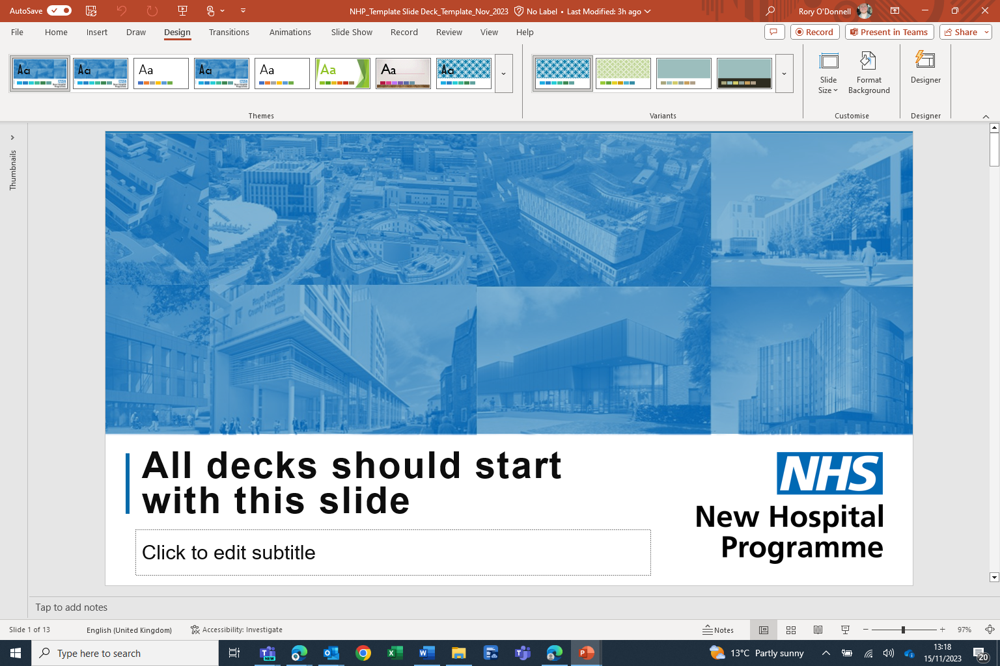 AutoSave
NHP_Template Slide Deck_Template_Nov_2023
No Label • Last Modified: 3h ago
Rory O'Donnell
File
Home
Insert
Draw
Design
Transitions
Animations
Slide Show
Record
Review
View
Help
Record
Present in Teams
Share
Aa
Aa
Aa
Aa
Aa
Aa
Aa
Aa
Slide
Size
Format
Background
Designer
Themes
Variants
Customise
Designer
Thumbnails
NHS
County Hospital
All decks should start
with this slide
Click to edit subtitle
NHS
New Hospital
Programme
Tap to add notes
Slide 1 of 13
English (United Kingdom)
Accessibility: Investigate
Notes
97%
Type here to search
NEW
13°C Partly sunny
13:18
15/11/2023
20